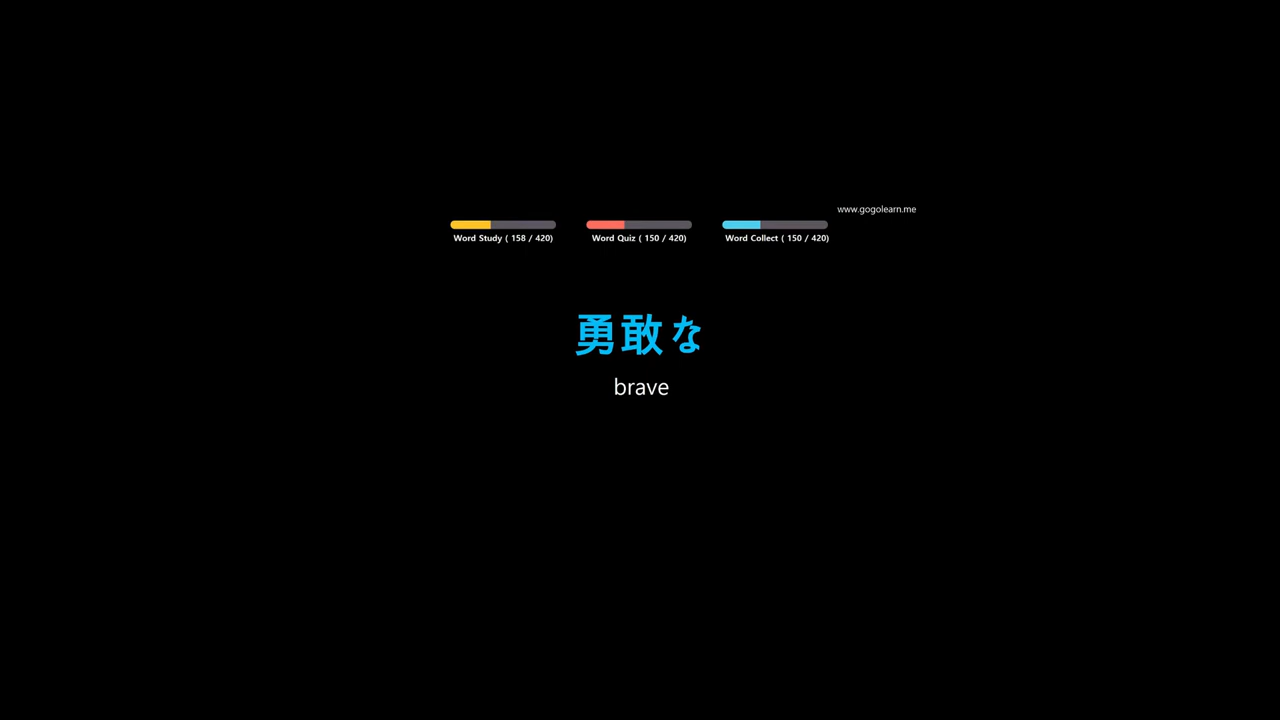 www.gogolearn.me
Word Study ( 158 / 420)
Word Quiz ( 150 / 420)
Word Collect ( 150 / 420)
勇敢な
brave